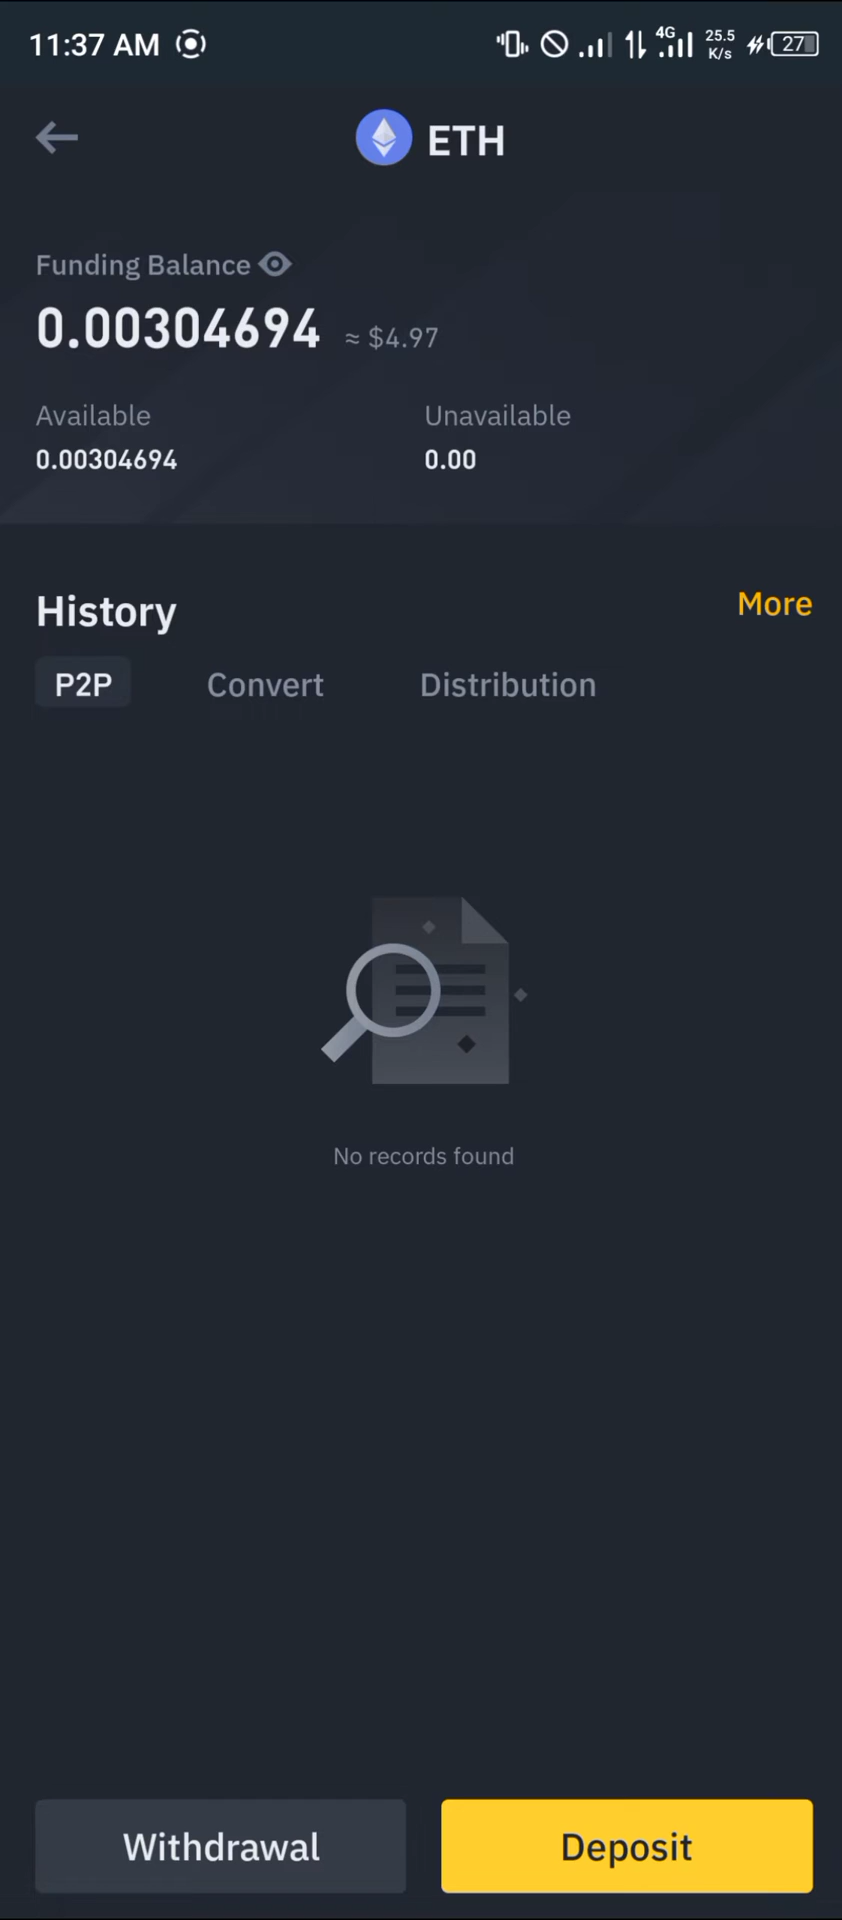 11:37 AM 4G 25.5 K/s 27
ETH
Funding Balance
0.00304694 ≈ $4.97
Available Unavailable
0.00304694 0.00
History More
P2P Convert Distribution
No records found
Withdrawal Deposit